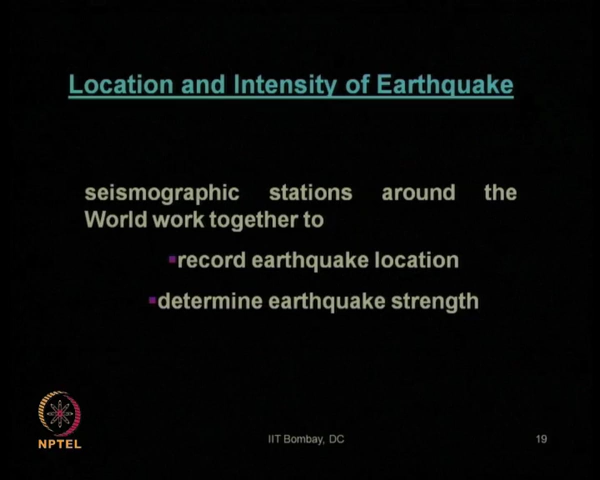 Location and Intensity of Earthquake
seismographic stations around the
World work together to
▪record earthquake location
▪determine earthquake strength
NPTEL
IIT Bombay, DC
19